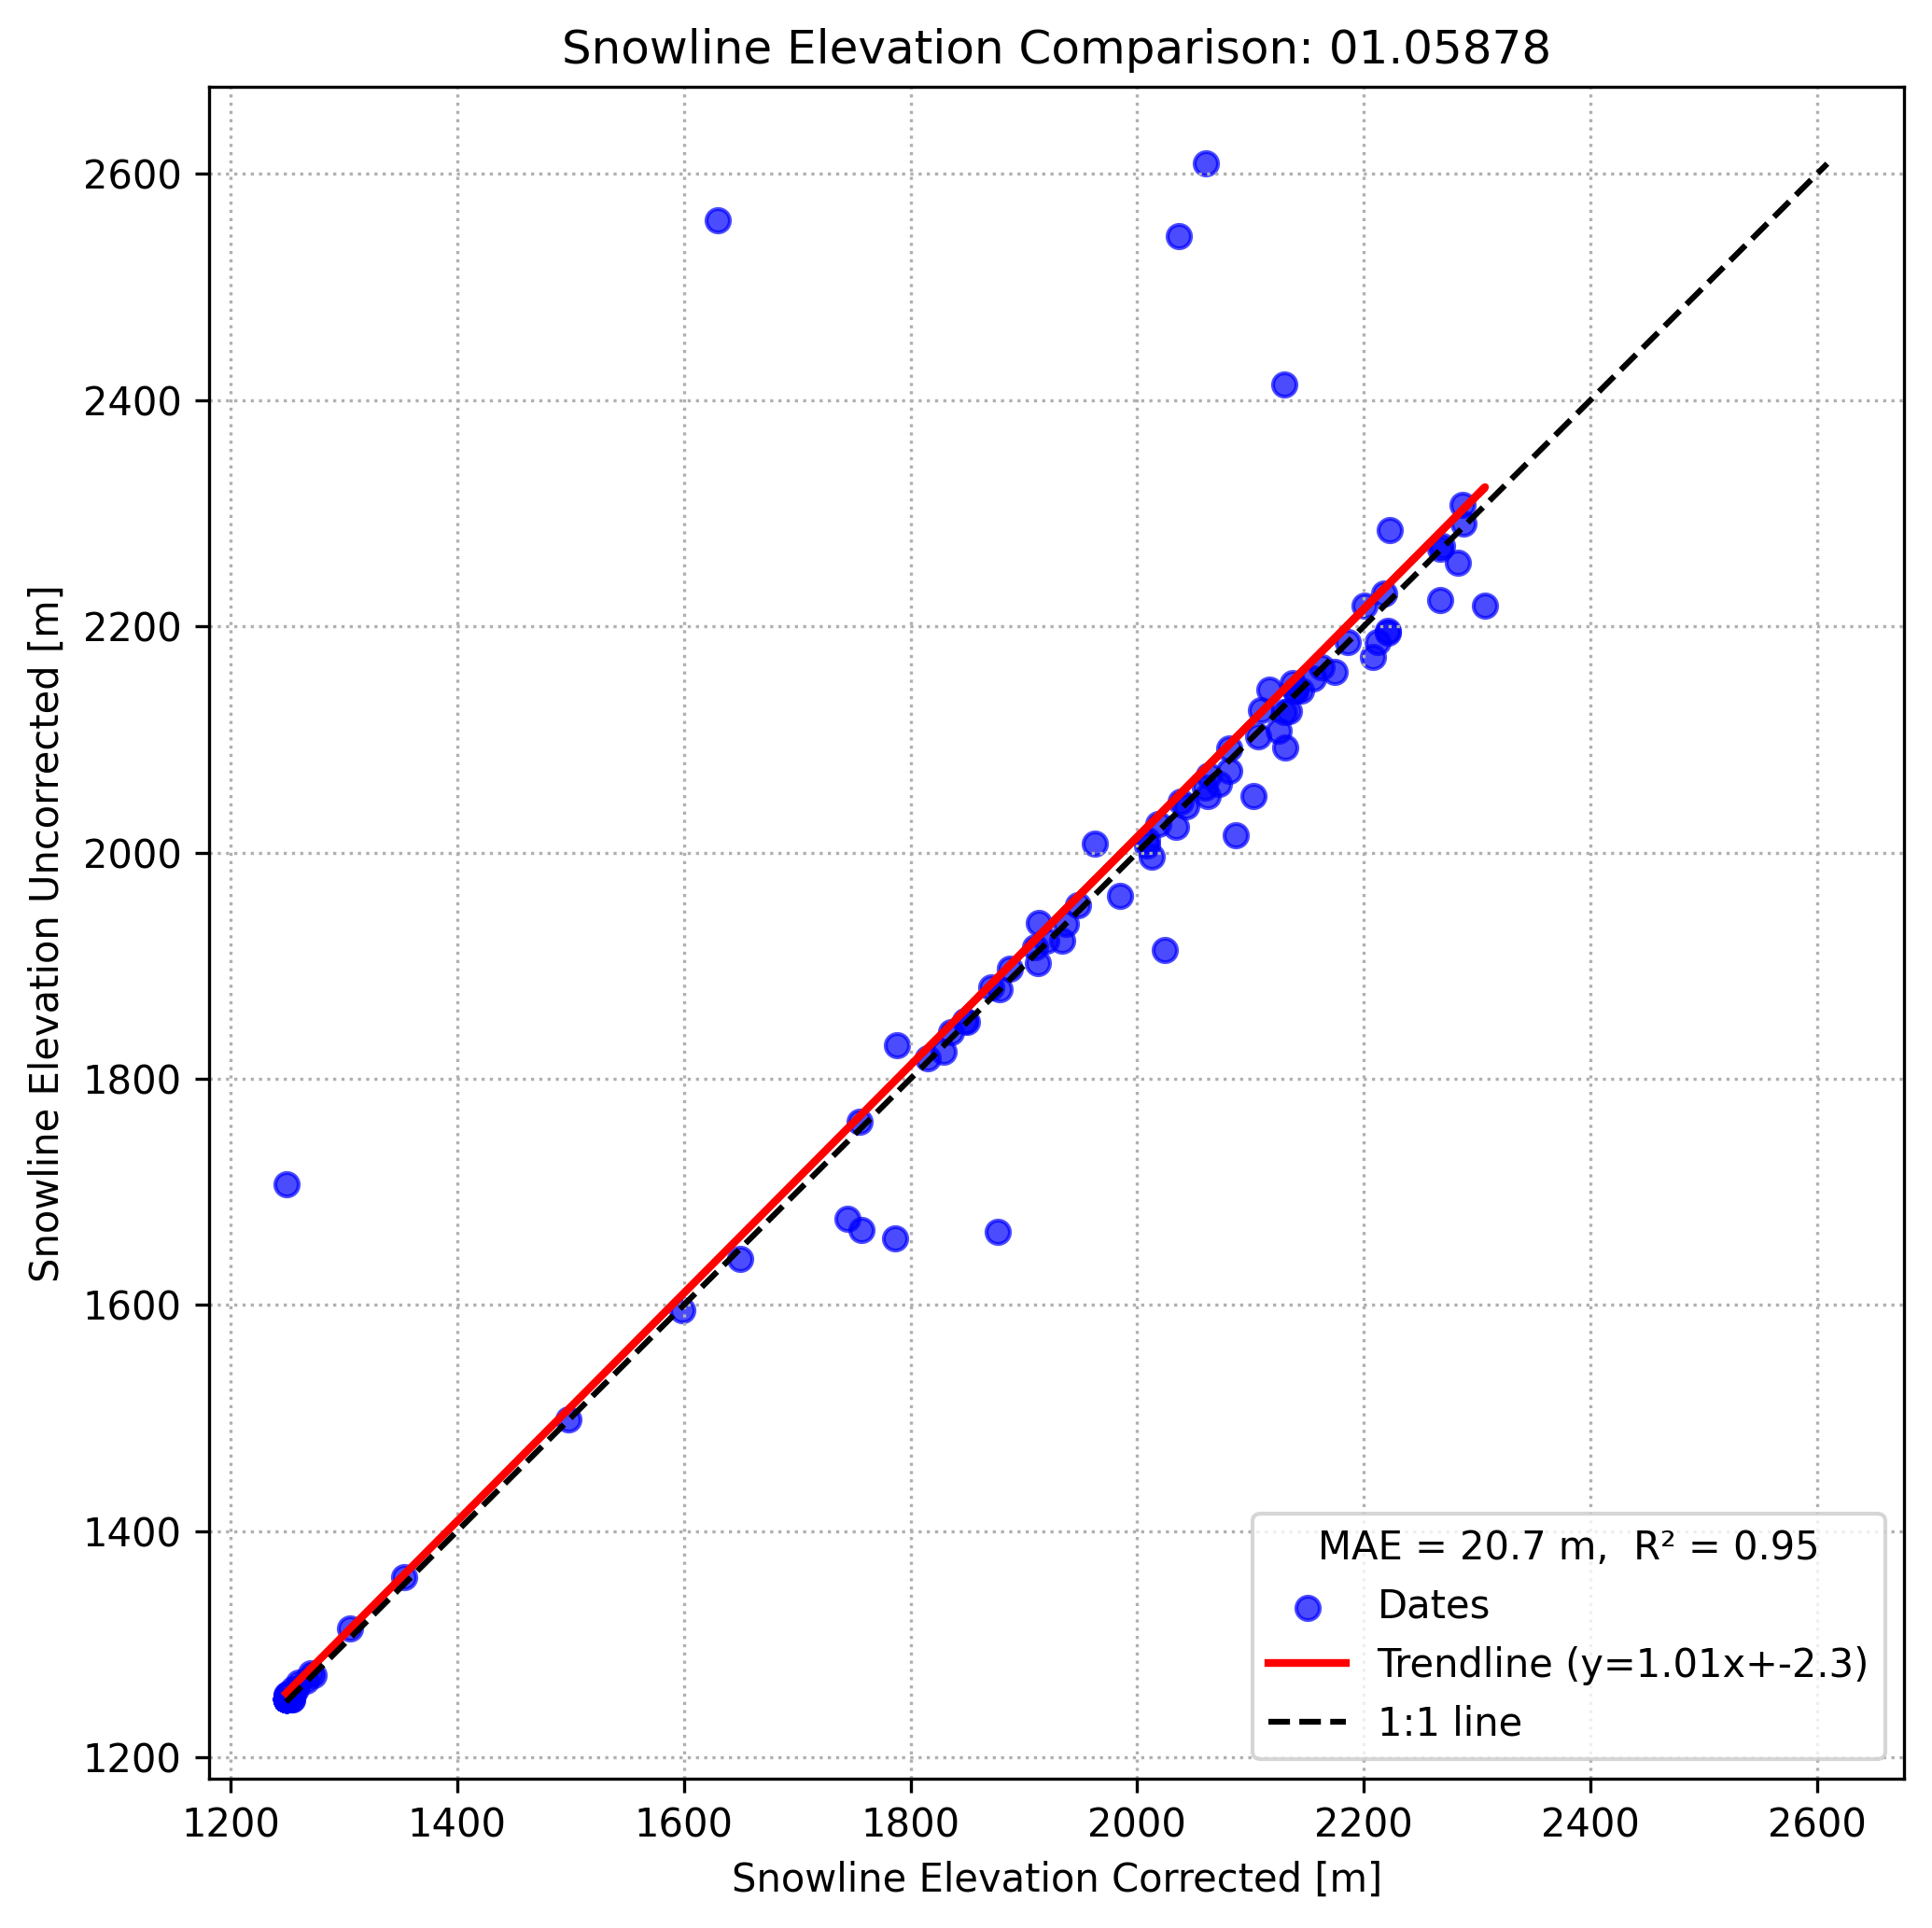 Snowline Elevation Comparison: 01.05878
Snowline Elevation Uncorrected [m]
2600
2400
2200
2000
1800
1600
1400
1200
MAE = 20.7 m, R² = 0.95
Dates
Trendline (y=1.01x+-2.3)
1:1 line
1200 1400 1600 1800 2000 2200 2400 2600
Snowline Elevation Corrected [m]